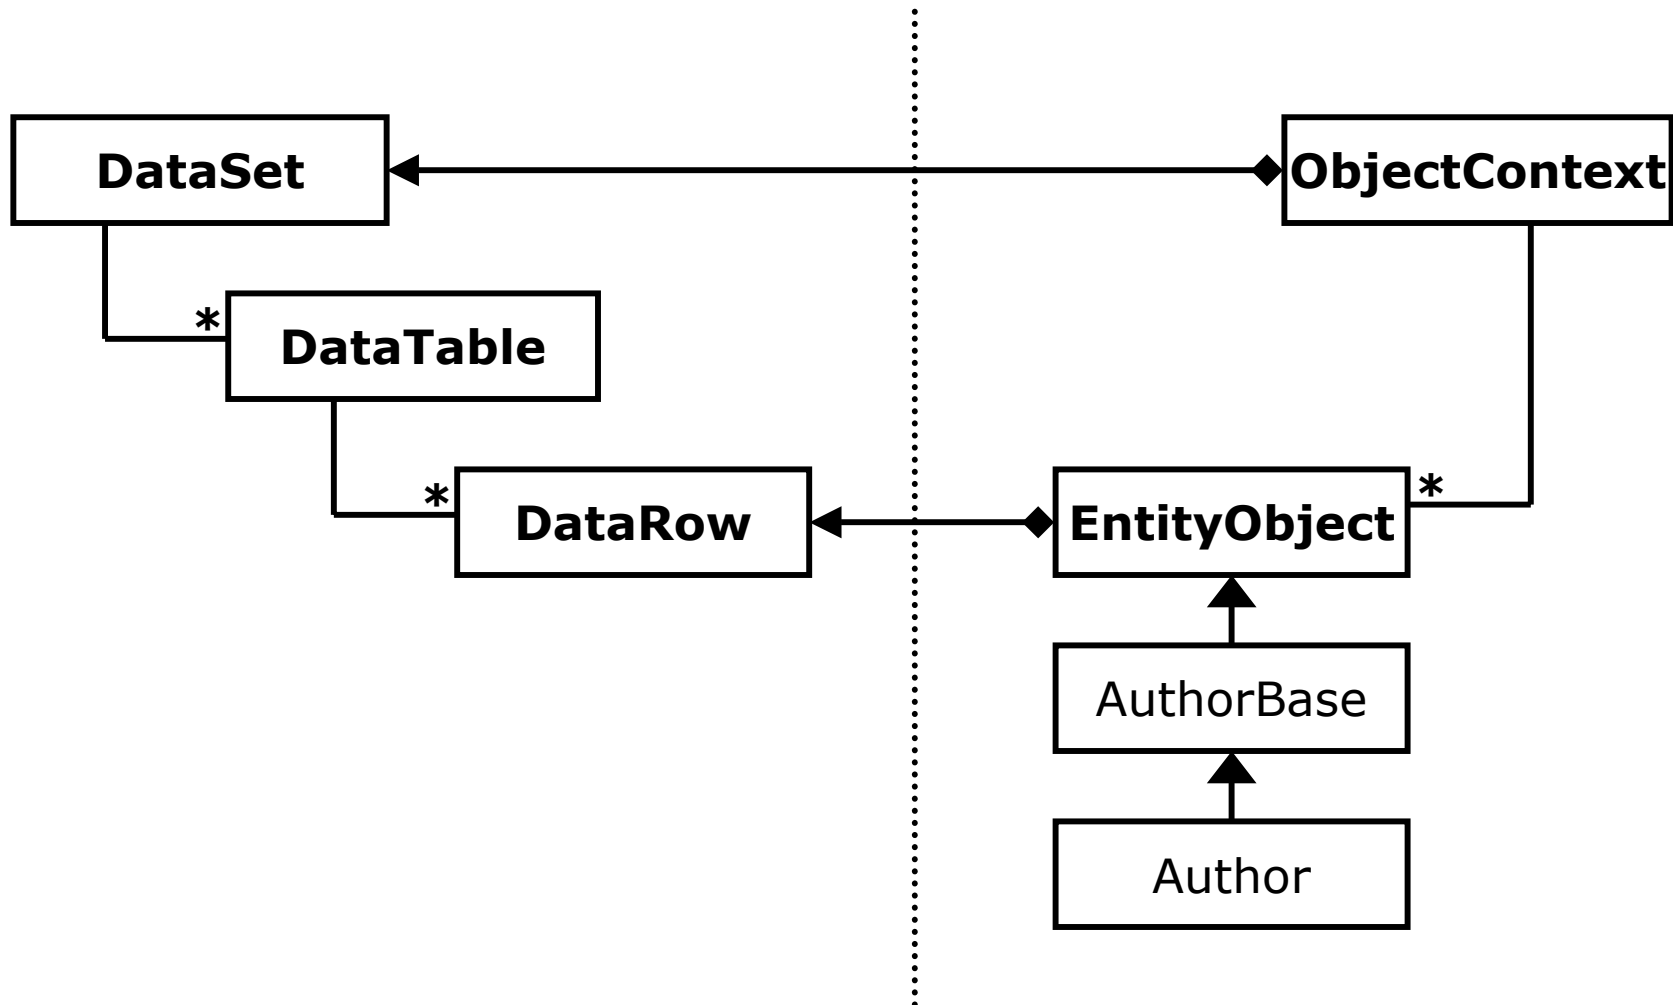 DataSet
ObjectContext
*
DataTable
*
DataRow
EntityObject
*
AuthorBase
Author